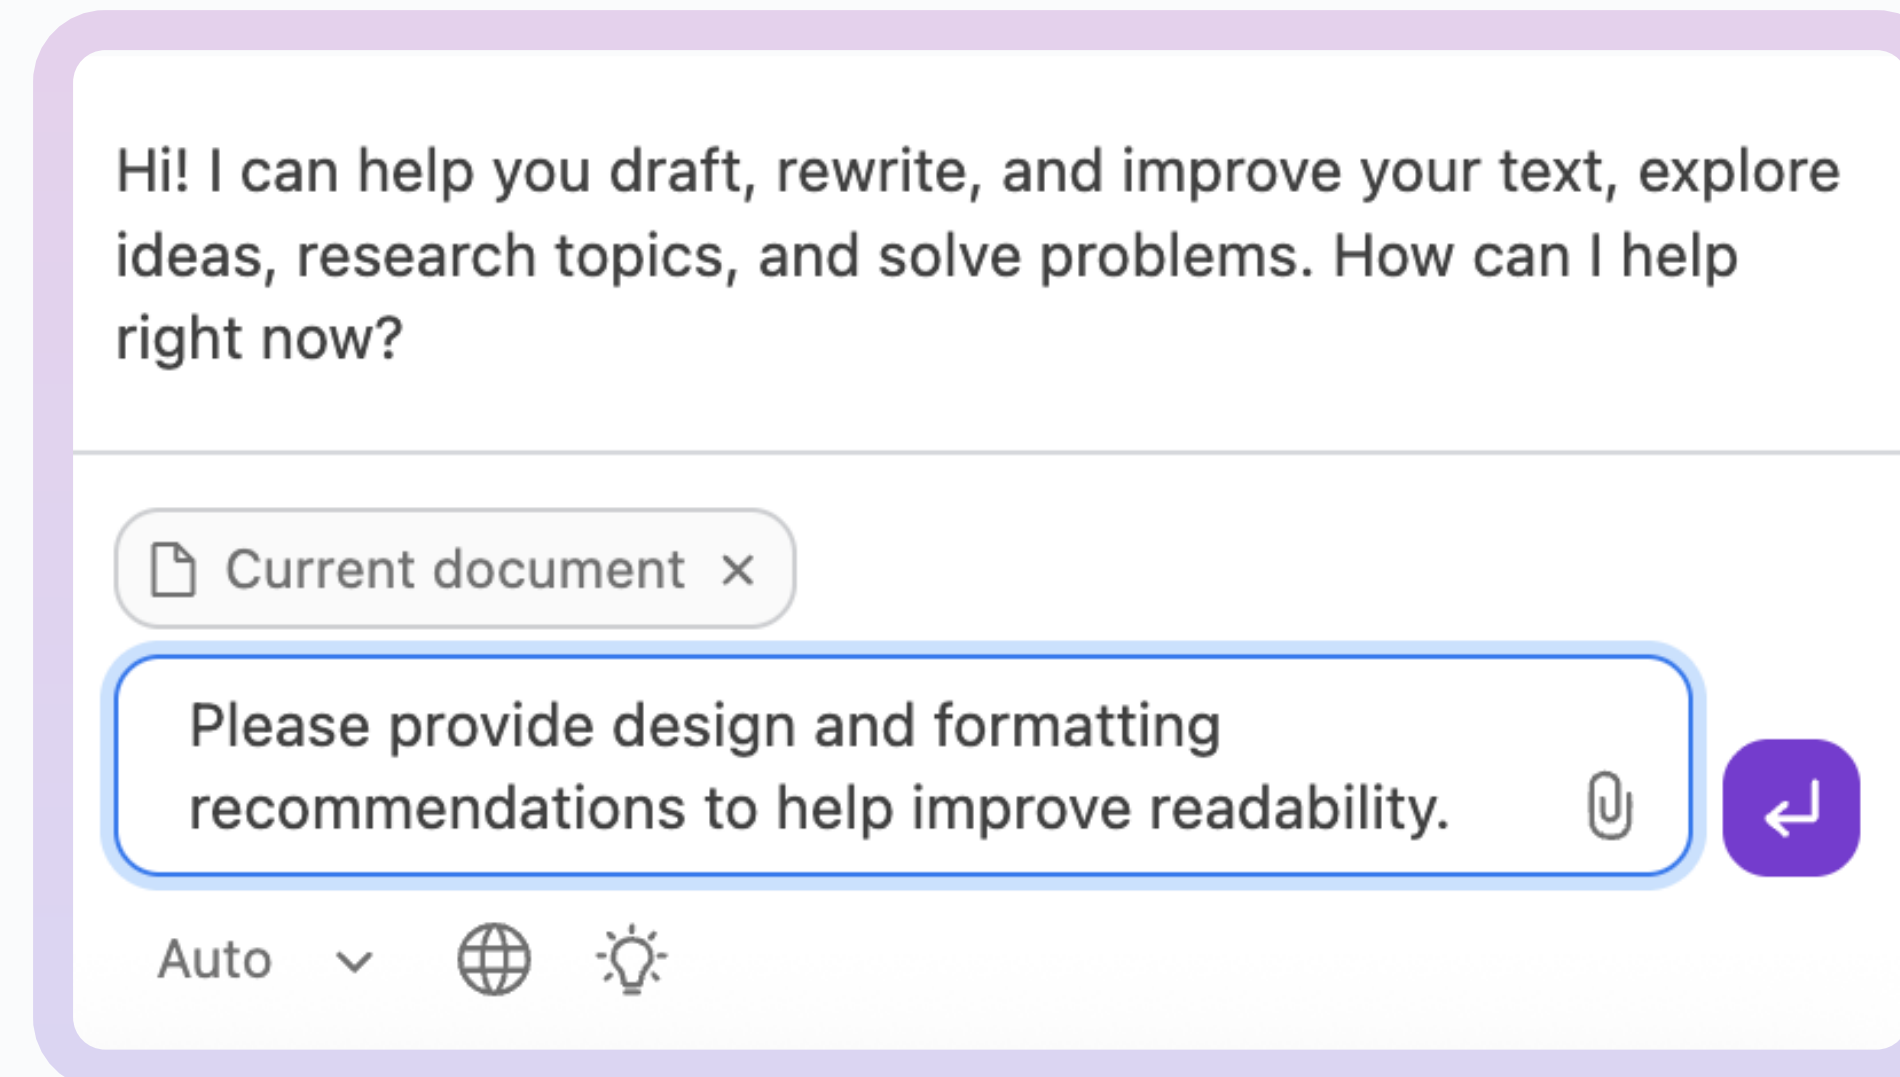 Hi! I can help you draft, rewrite, and improve your text, explore
ideas, research topics, and solve problems. How can I help
right now?
Current document
Please provide design and formatting
recommendations to help improve readability.
Auto